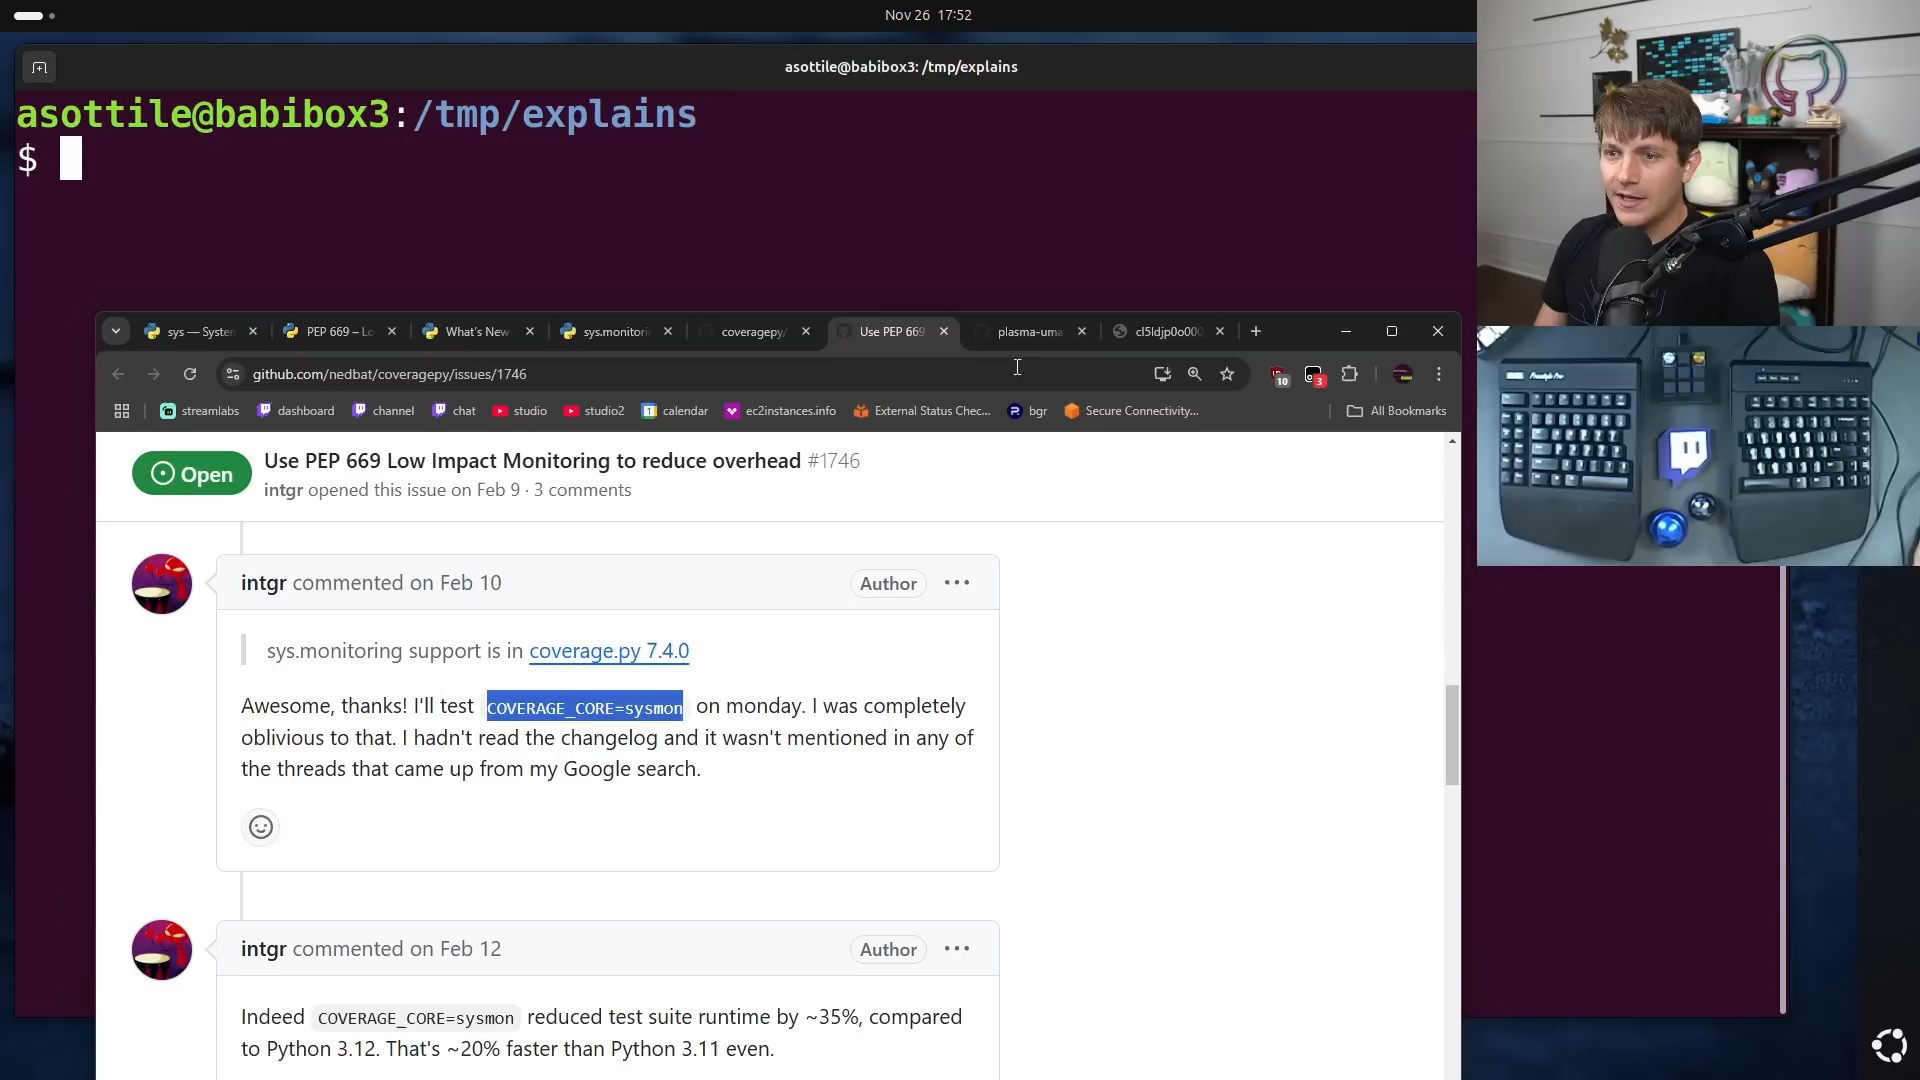 Nov 26 17:52
asottile@babibox3: /tmp/explains
asottile@babibox3:/tmp/explains
$
sys — System
PEP 669 – Lo
What's New
sys.monitori
coveragepy/
Use PEP 669
plasma-uma
cl5ldjp0o000
github.com/nedbat/coveragepy/issues/1746
10
3
streamlabs
dashboard
channel
chat
studio
studio2
calendar
ec2instances.info
External Status Chec...
bgr
Secure Connectivity...
All Bookmarks
Open
Use PEP 669 Low Impact Monitoring to reduce overhead #1746
intgr opened this issue on Feb 9 · 3 comments
intgr commented on Feb 10
Author
sys.monitoring support is in coverage.py 7.4.0
Awesome, thanks! I'll test COVERAGE_CORE=sysmon on monday. I was completely
oblivious to that. I hadn't read the changelog and it wasn't mentioned in any of
the threads that came up from my Google search.
intgr commented on Feb 12
Author
Indeed COVERAGE_CORE=sysmon reduced test suite runtime by ~35%, compared
to Python 3.12. That's ~20% faster than Python 3.11 even.